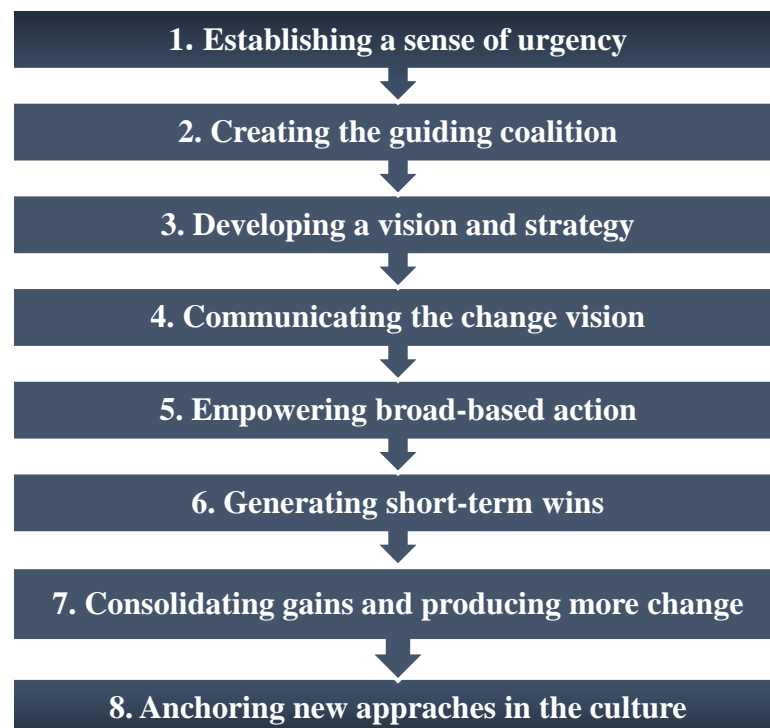 1. Establishing a sense of urgency
2. Creating the guiding coalition
3. Developing a vision and strategy
4. Communicating the change vision
5. Empowering broad-based action
6. Generating short-term wins
7. Consolidating gains and producing more change
8. Anchoring new appraches in the culture